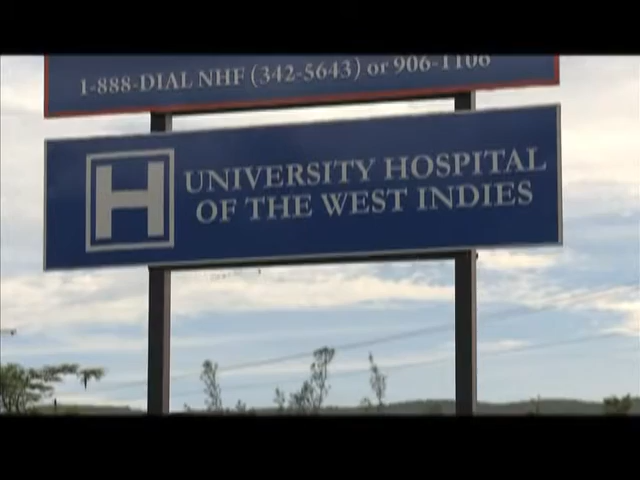 1-888-DIAL NHF (342-5643) or 906-1106
H
UNIVERSITY HOSPITAL
OF THE WEST INDIES